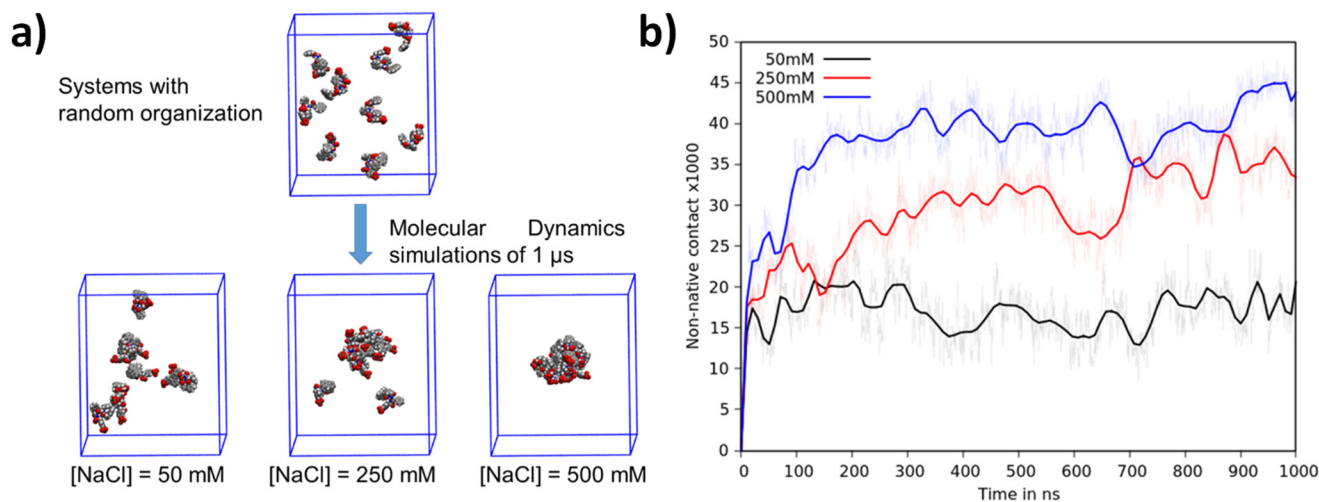 a)
Systems with
random organization
Molecular Dynamics
simulations of 1 µs
[NaCl] = 50 mM
[NaCl] = 250 mM
[NaCl] = 500 mM
b)
Non-native contact x1000
50
45
40
35
30
25
20
15
10
5
0
50mM
250mM
500mM
0
100
200
300
400
500
600
700
800
900
1000
Time in ns